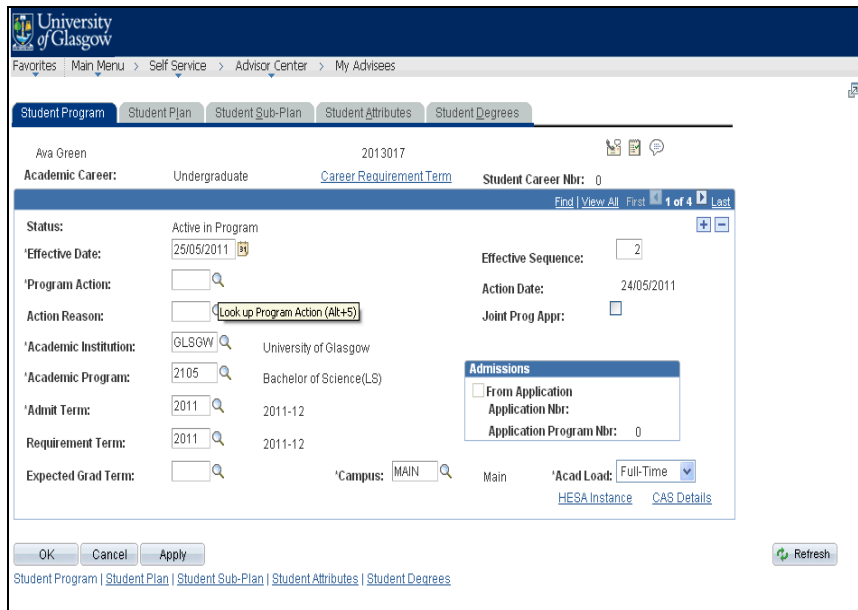 University
of Glasgow
Favorites Main Menu > Self Service > Advisor Center > My Advisees
Student Program Student Plan Student Sub-Plan Student Attributes Student Degrees
Ava Green 2013017
Academic Career: Undergraduate Career Requirement Term Student Career Nbr: 0
Find | View All First 1 of 4 Last
Status: Active in Program
*Effective Date: 25/05/2011 31 Effective Sequence: 2
*Program Action: Action Date: 24/05/2011
Action Reason: Look up Program Action (Alt+5) Joint Prog Appr:
*Academic Institution: GLSGW University of Glasgow
*Academic Program: 2105 Bachelor of Science(LS)
Admissions
From Application
*Admit Term: 2011 2011-12 Application Nbr:
Application Program Nbr: 0
Requirement Term: 2011 2011-12
Expected Grad Term: *Campus: MAIN Main *Acad Load: Full-Time
HESA Instance CAS Details
OK Cancel Apply Refresh
Student Program | Student Plan | Student Sub-Plan | Student Attributes | Student Degrees